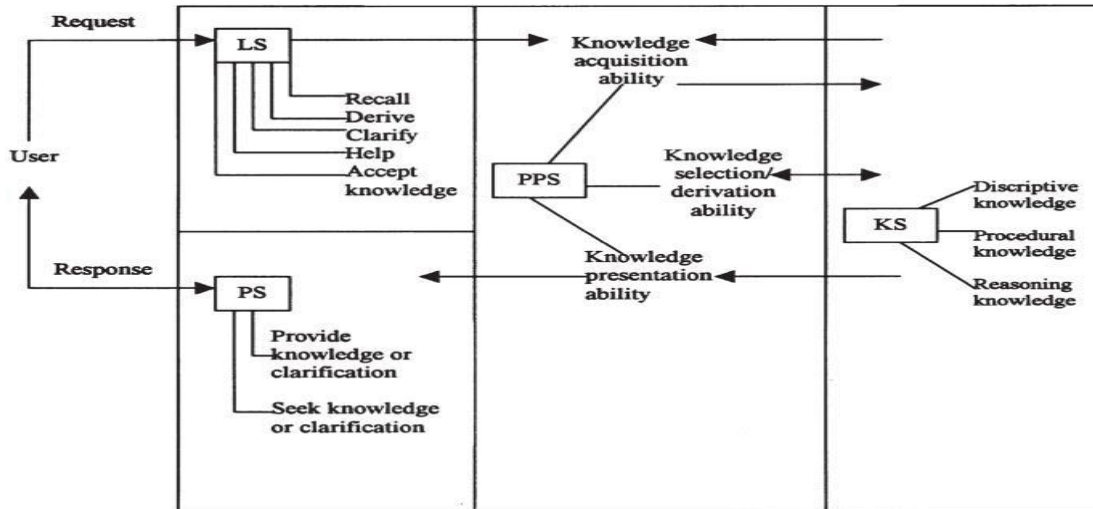 Request
LS
Recall
Derive
Clarify
Help
Accept
knowledge
User
Response
PS
Provide
knowledge or
clarification
Seek knowledge
or clarification
Knowledge
acquisition
ability
PPS
Knowledge
selection/
derivation
ability
Knowledge
presentation
ability
KS
Discriptive
knowledge
Procedural
knowledge
Reasoning
knowledge